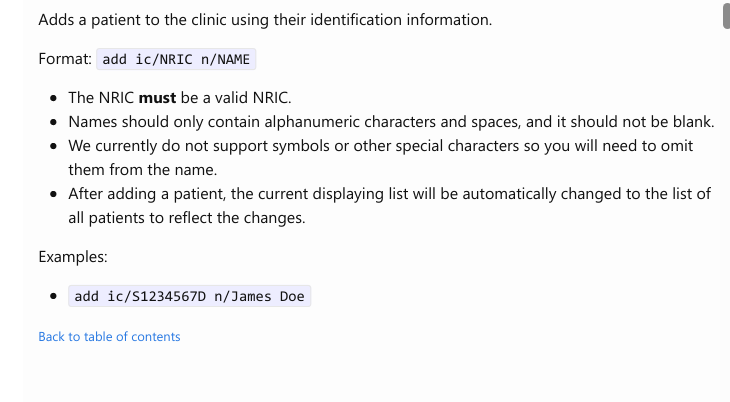 Adds a patient to the clinic using their identification information.
Format: add ic/NRIC n/NAME
• The NRIC must be a valid NRIC.
• Names should only contain alphanumeric characters and spaces, and it should not be blank.
• We currently do not support symbols or other special characters so you will need to omit
them from the name.
• After adding a patient, the current displaying list will be automatically changed to the list of
all patients to reflect the changes.
Examples:
• add ic/S1234567D n/James Doe
Back to table of contents